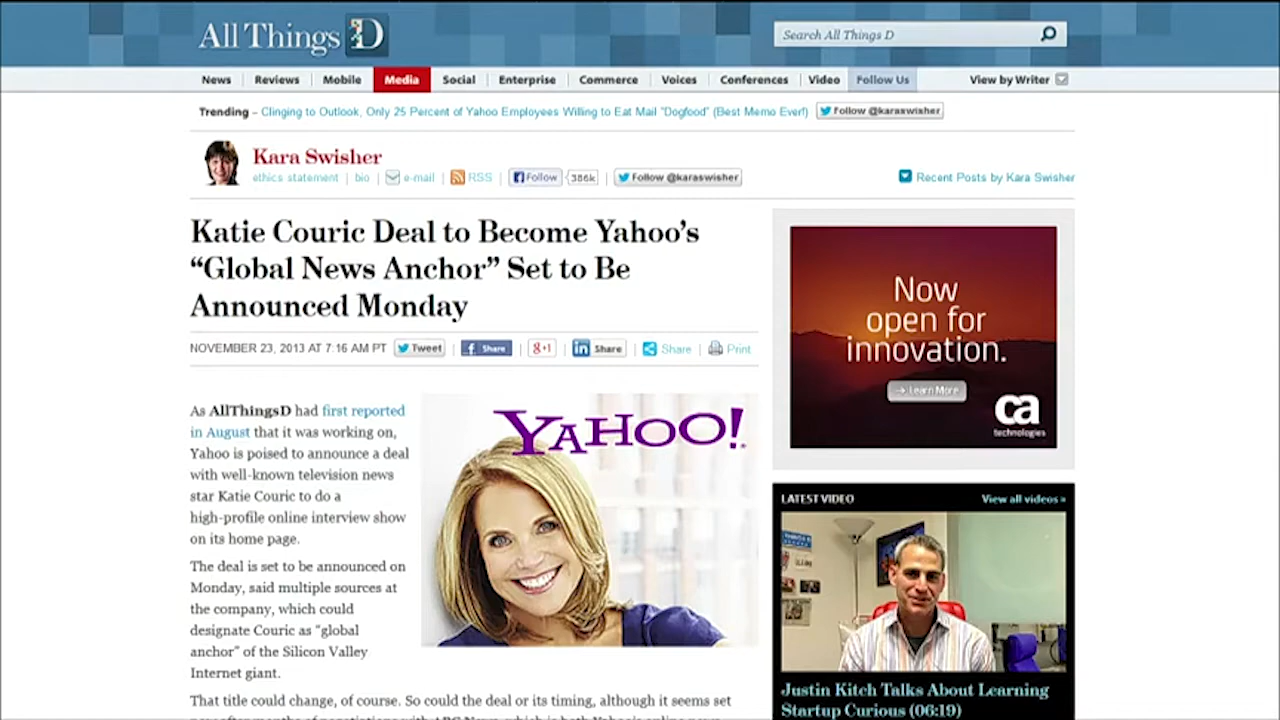 All Things D
Search All Things D
News Reviews Mobile Media Social Enterprise Commerce Voices Conferences Video Follow Us View by Writer
Trending – Clinging to Outlook, Only 25 Percent of Yahoo Employees Willing to Eat Mail "Dogfood" (Best Memo Ever!) Follow @karaswisher
Kara Swisher
ethics statement | bio | e-mail | RSS | Follow 386k | Follow @karaswisher
Recent Posts by Kara Swisher
Katie Couric Deal to Become Yahoo's
“Global News Anchor” Set to Be
Announced Monday
NOVEMBER 23, 2013 AT 7:16 AM PT Tweet | Share | g+1 | in Share | Share | Print
As AllThingsD had first reported
in August that it was working on,
Yahoo is poised to announce a deal
with well-known television news
star Katie Couric to do a
high-profile online interview show
on its home page.
The deal is set to be announced on
Monday, said multiple sources at
the company, which could
designate Couric as “global
anchor” of the Silicon Valley
Internet giant.
That title could change, of course. So could the deal or its timing, although it seems set
YAHOO!
Now
open for
innovation.
→ Learn More
ca
technologies
LATEST VIDEO View all videos »
Justin Kitch Talks About Learning
Startup Curious (06:19)